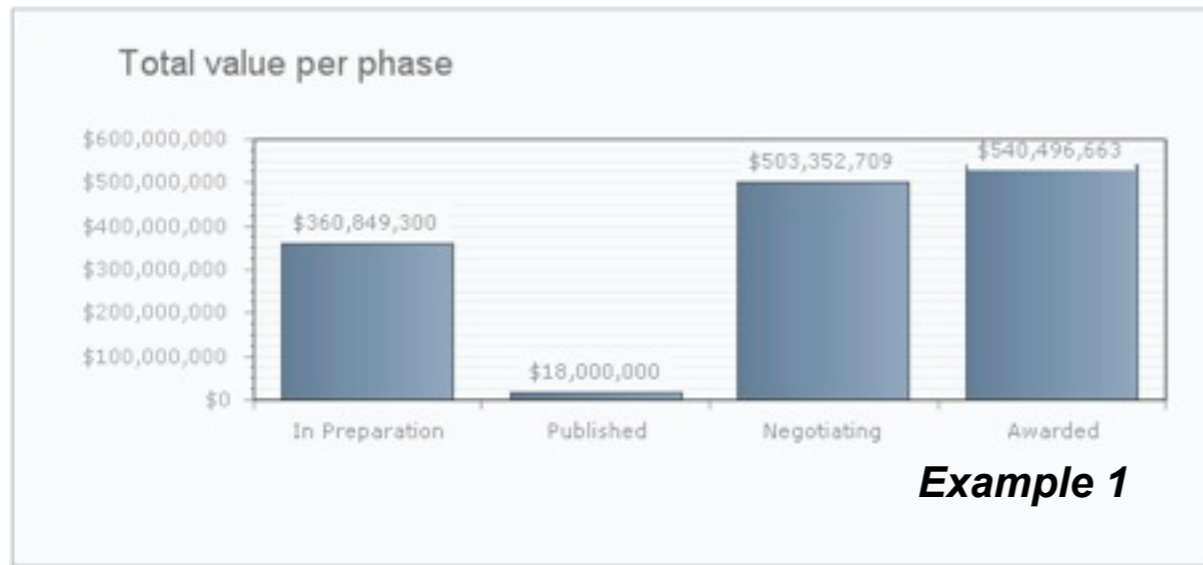 Total value per phase
$600,000,000
$500,000,000
$400,000,000
$300,000,000
$200,000,000
$100,000,000
$0
$360,849,300
$18,000,000
$503,352,709
$540,496,663
In Preparation
Published
Negotiating
Awarded
Example 1